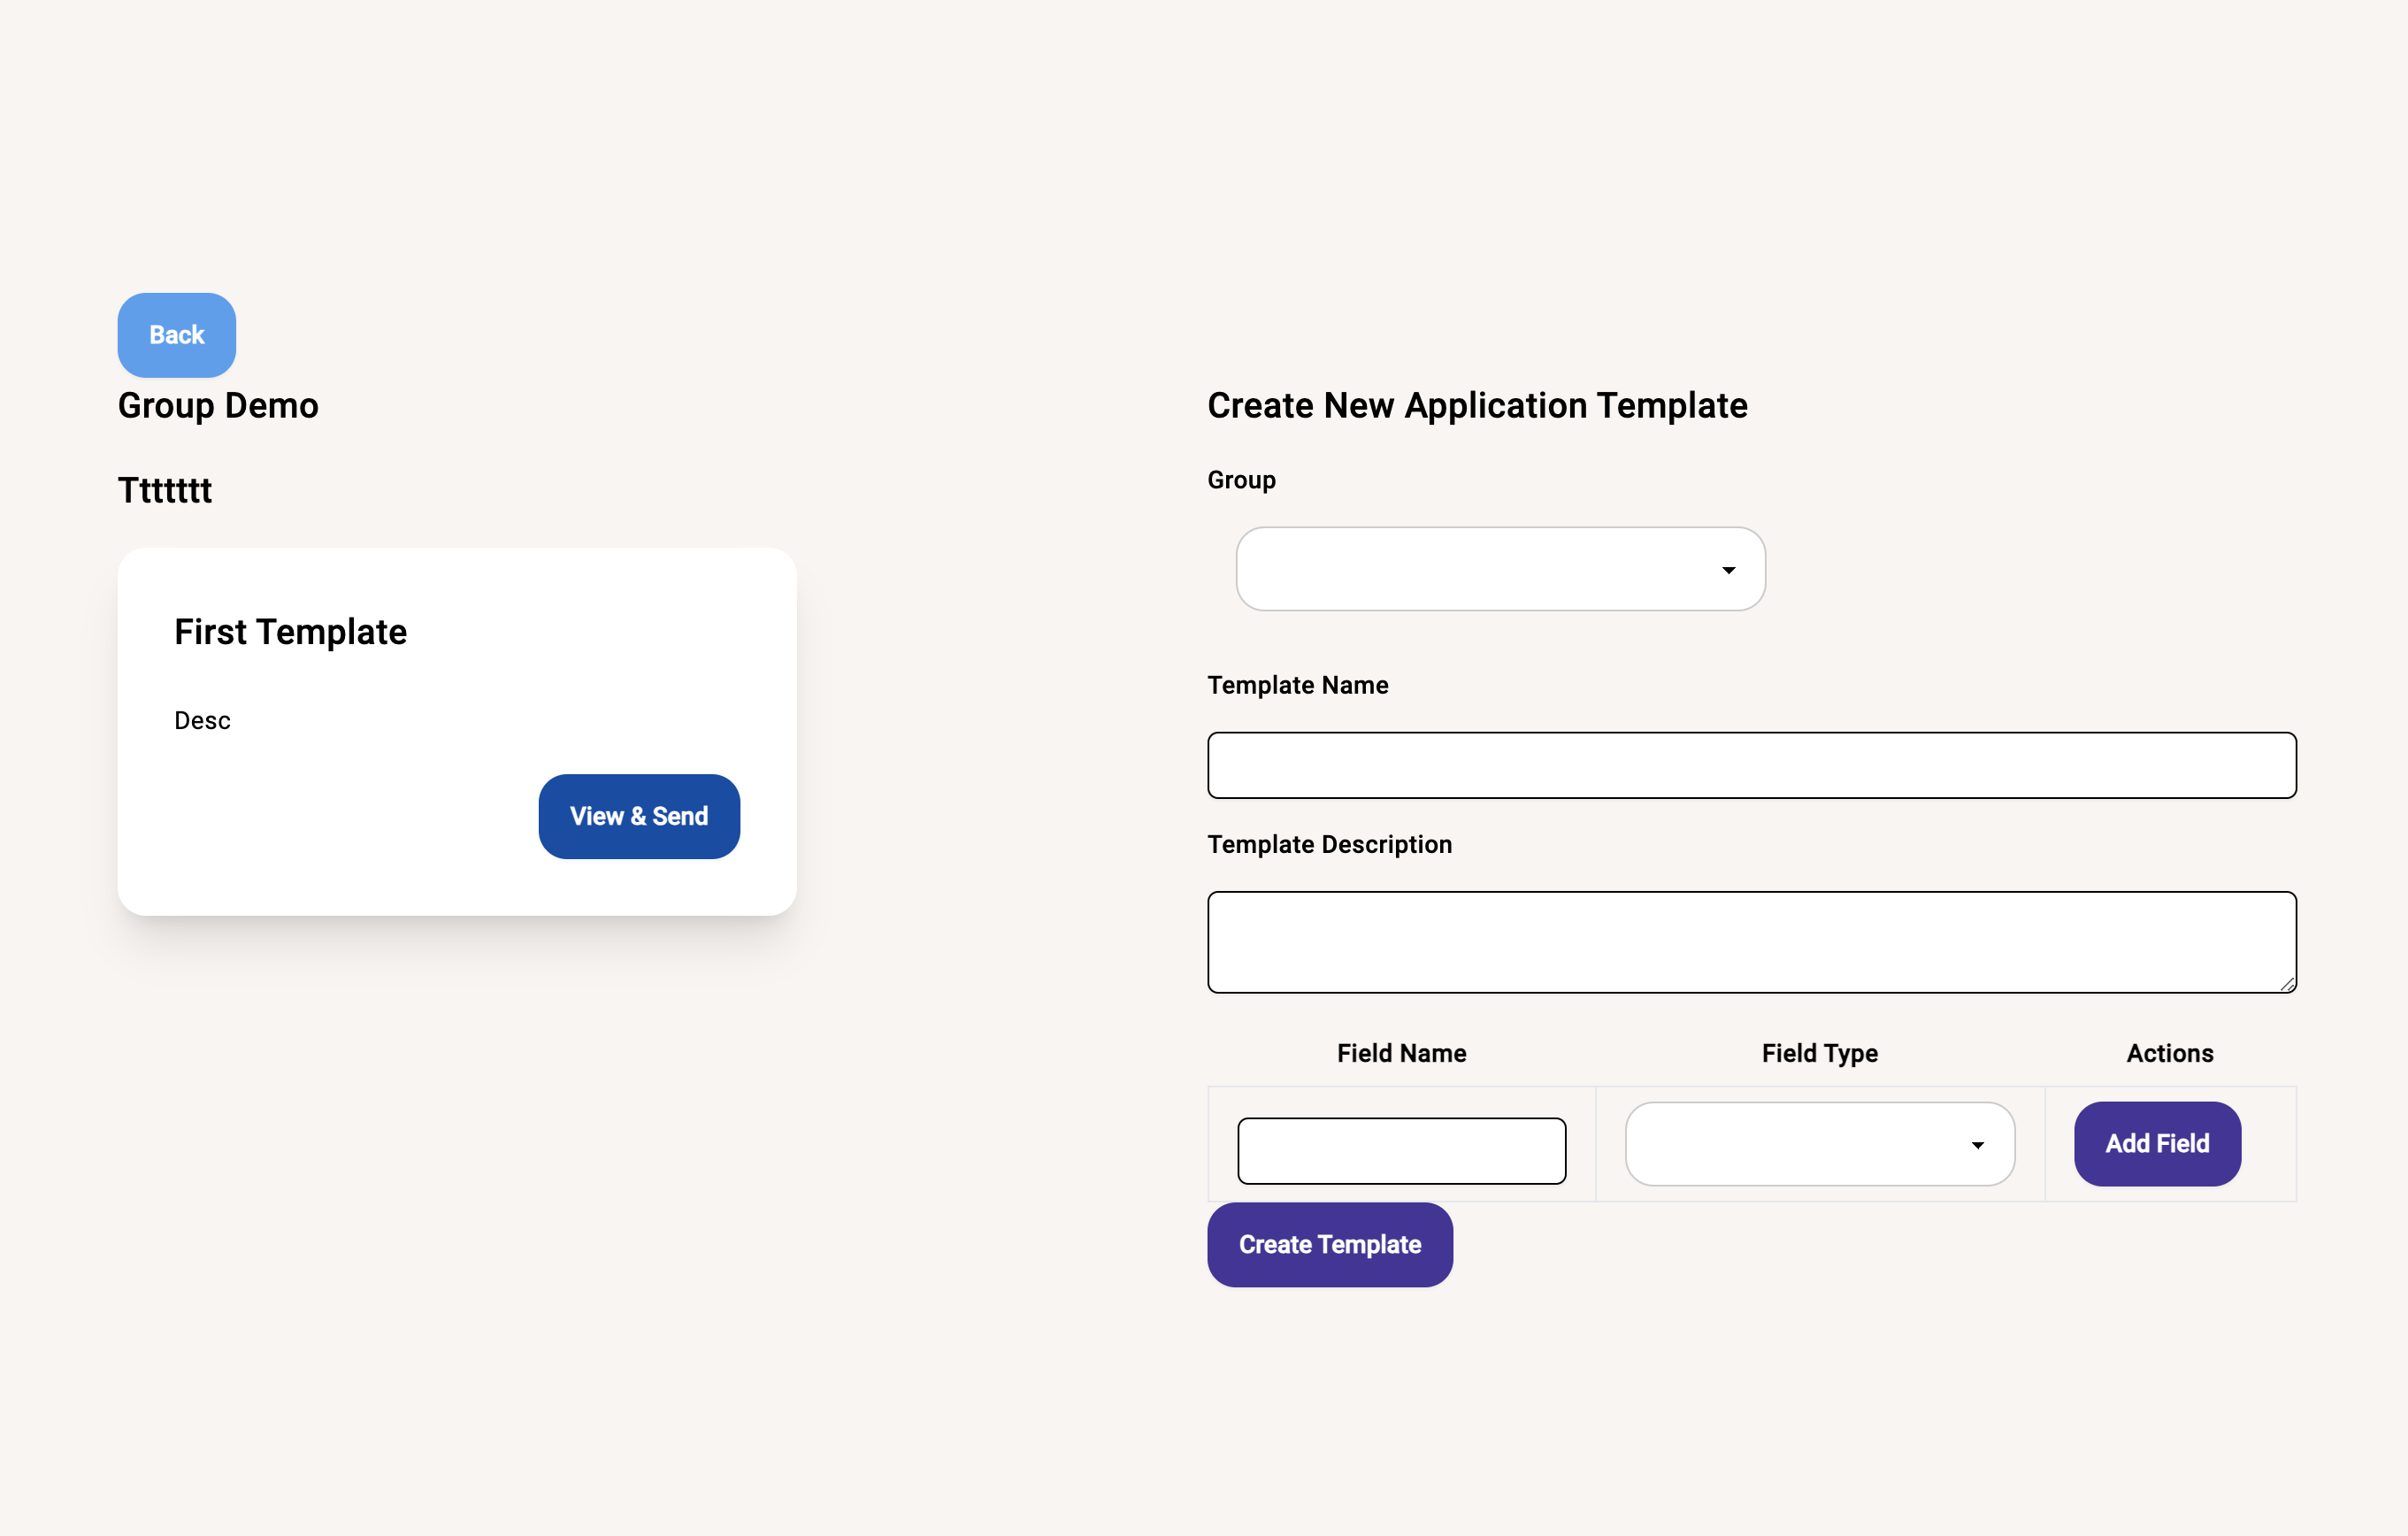 Back
Group Demo
Ttttttt
First Template
Desc
View & Send
Create New Application Template
Group
Template Name
Template Description
Field Name Field Type Actions
Add Field
Create Template